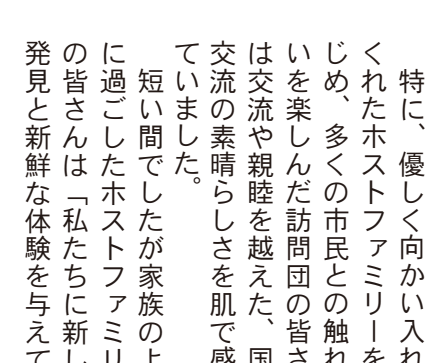 特に、優しく向かい入れ
くれたホストファミリーを
じめ、多くの市民との触れ
いを楽しんだ訪問団の皆さ
は交流や親睦を越えた、国
交流の素晴らしさを肌で感
ていました。
短い間でしたが家族の
に過ごしたホストファミリ
の皆さんは「私たちに新し
発見と新鮮な体験を与えて